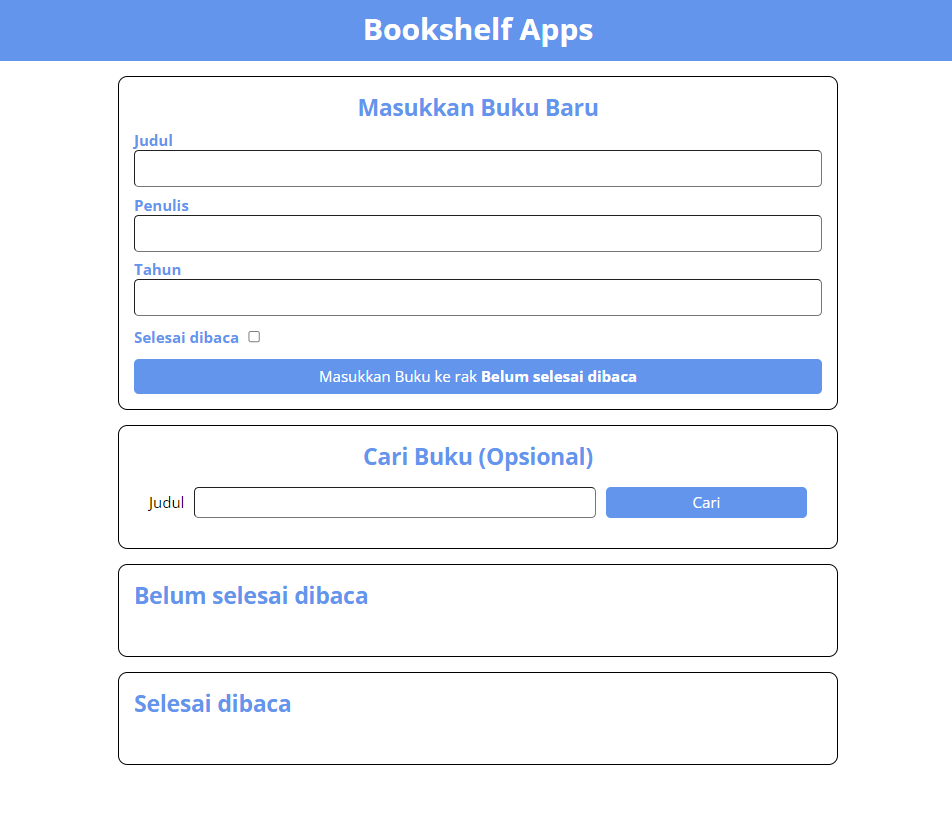 Bookshelf Apps
Masukkan Buku Baru
Judul
Penulis
Tahun
Selesai dibaca
Masukkan Buku ke rak Belum selesai dibaca
Cari Buku (Opsional)
Judul Cari
Belum selesai dibaca
Selesai dibaca